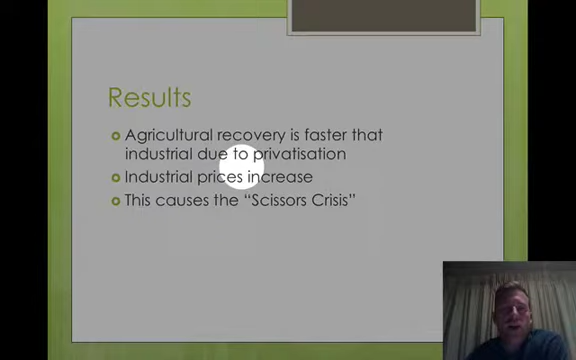 Results
Agricultural recovery is faster that
industrial due to privatisation
Industrial prices increase
This causes the “Scissors Crisis”